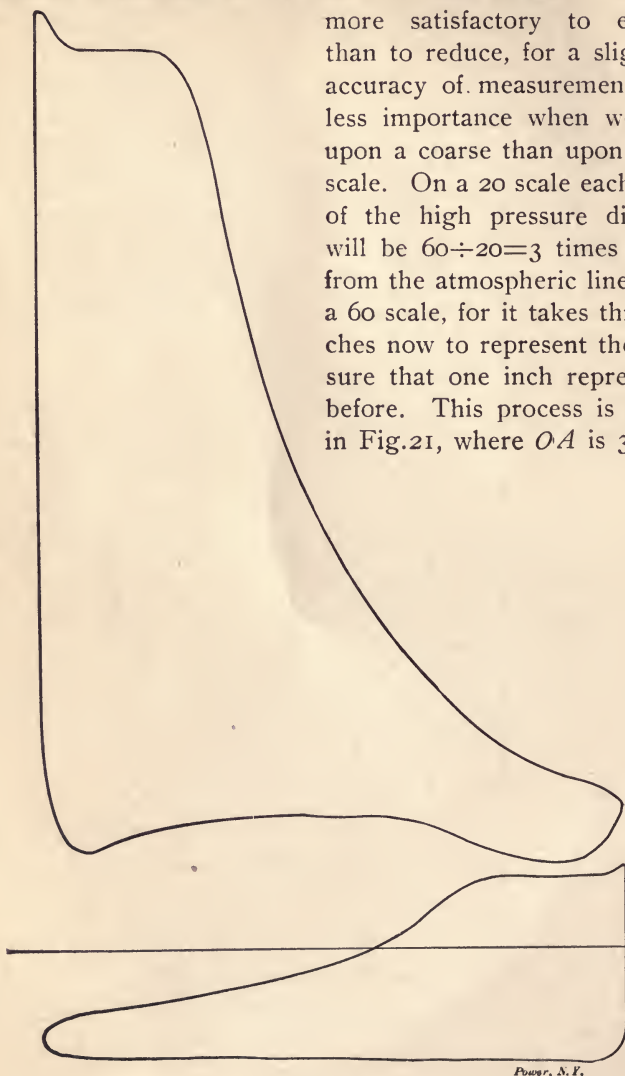 more satisfactory to e
than to reduce, for a slig
accuracy of measuremen
less importance when w
upon a coarse than upon
scale. On a 20 scale each
of the high pressure di
will be 60÷20=3 times
from the atmospheric line
a 60 scale, for it takes th
ches now to represent the
sure that one inch repre
before. This process is
in Fig.21, where OA is 3
Power, N.Y.